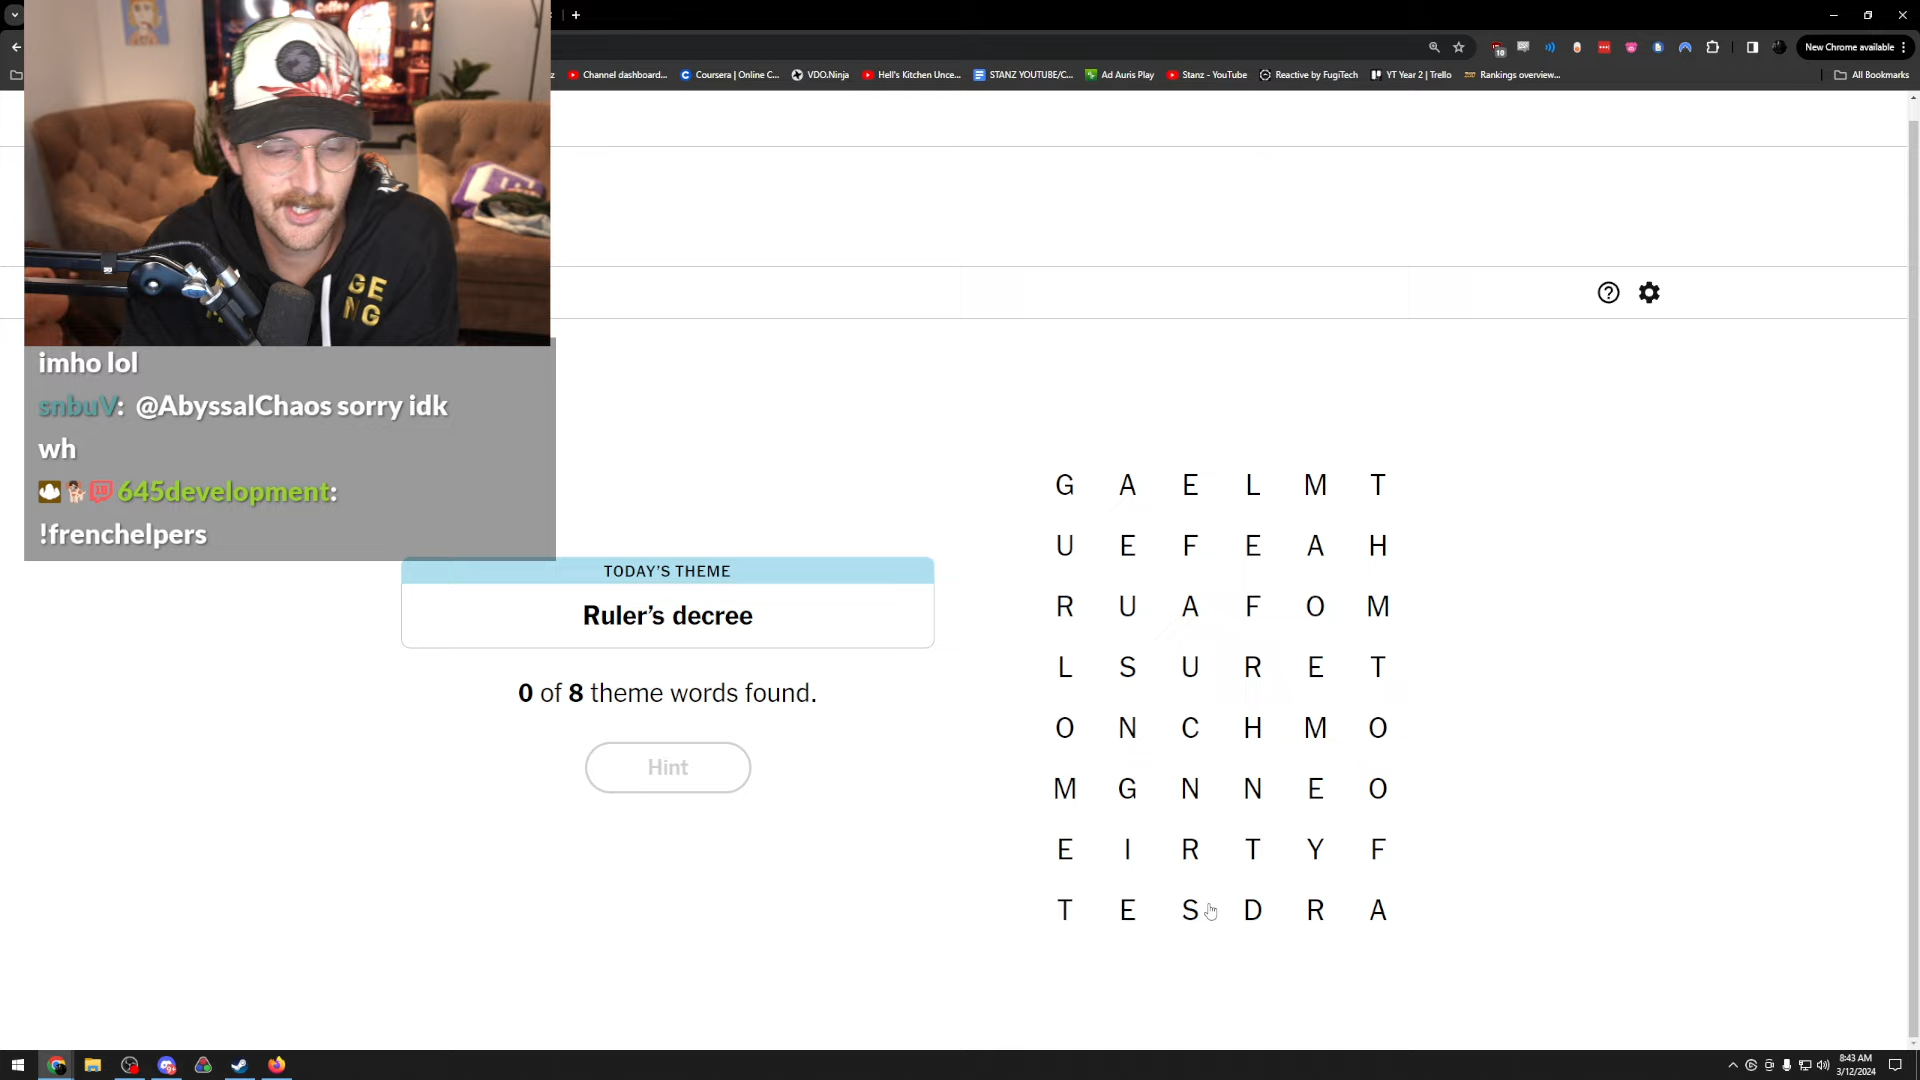 New Chrome available
Channel dashboard...
Coursera | Online C...
VDO.Ninja
Hell's Kitchen Unce...
STANZ YOUTUBE/C...
Ad Auris Play
Stanz - YouTube
Reactive by FugiTech
YT Year 2 | Trello
Rankings overview...
All Bookmarks
GE
NG
imho lol
snbuV: @AbyssalChaos sorry idk
wh
645development:
!frenchelpers
TODAY'S THEME
Ruler's decree
0 of 8 theme words found.
Hint
G A E L M T
U E F E A H
R U A F O M
L S U R E T
O N C H M O
M G N N E O
E I R T Y F
T E S D R A
8:43 AM
3/12/2024